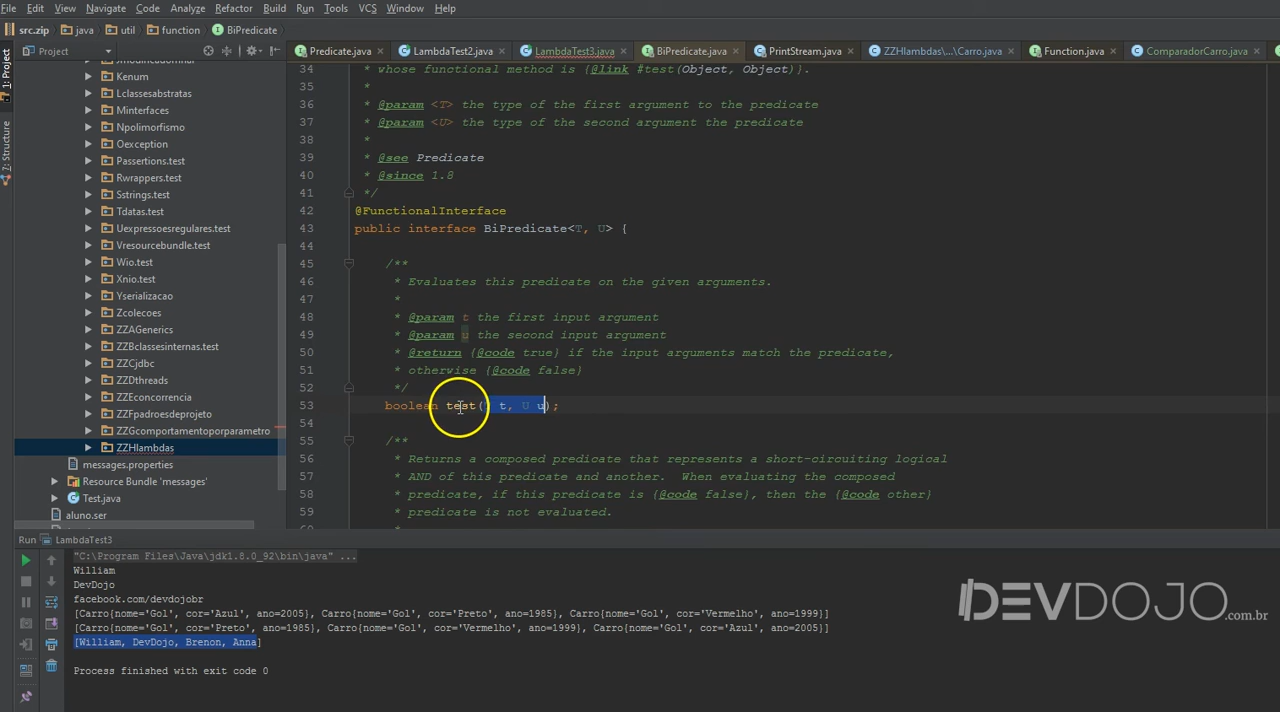 File Edit View Navigate Code Analyze Refactor Build Run Tools VCS Window Help
src.zip java util function BiPredicate
Project
Predicate.java LambdaTest2.java LambdaTest3.java BiPredicate.java PrintStream.java ZZHlambdas\...\Carro.java Function.java ComparadorCarro.java
1: Project
7: Structure
Kenum
Lclassesabstratas
Minterfaces
Npolimorfismo
Oexception
Passertions.test
Rwrappers.test
Sstrings.test
Tdatas.test
Uexpressoesregulares.test
Vresourcebundle.test
Wio.test
Xnio.test
Yserializacao
Zcolecoes
ZZAGenerics
ZZBclassesinternas.test
ZZCjdbc
ZZDthreads
ZZEconcorrencia
ZZFpadroesdeprojeto
ZZGcomportamentoporparametro
ZZHlambdas
messages.properties
Resource Bundle 'messages'
Test.java
aluno.ser
34 * whose functional method is {@link #test(Object, Object)}.
35 *
36 * @param <T> the type of the first argument to the predicate
37 * @param <U> the type of the second argument the predicate
38 *
39 * @see Predicate
40 * @since 1.8
41 */
42 @FunctionalInterface
43 public interface BiPredicate<T, U> {
44
45 /**
46 * Evaluates this predicate on the given arguments.
47 *
48 * @param t the first input argument
49 * @param u the second input argument
50 * @return {@code true} if the input arguments match the predicate,
51 * otherwise {@code false}
52 */
53 boolean test( t, U u);
54
55 /**
56 * Returns a composed predicate that represents a short-circuiting logical
57 * AND of this predicate and another. When evaluating the composed
58 * predicate, if this predicate is {@code false}, then the {@code other}
59 * predicate is not evaluated.
60 *
Run LambdaTest3
"C:\Program Files\Java\jdk1.8.0_92\bin\java" ...
William
DevDojo
facebook.com/devdojobr
[Carro{nome='Gol', cor='Azul', ano=2005}, Carro{nome='Gol', cor='Preto', ano=1985}, Carro{nome='Gol', cor='Vermelho', ano=1999}]
[Carro{nome='Gol', cor='Preto', ano=1985}, Carro{nome='Gol', cor='Vermelho', ano=1999}, Carro{nome='Gol', cor='Azul', ano=2005}]
[William, DevDojo, Brenon, Anna]
Process finished with exit code 0
DEVDOJO.com.br